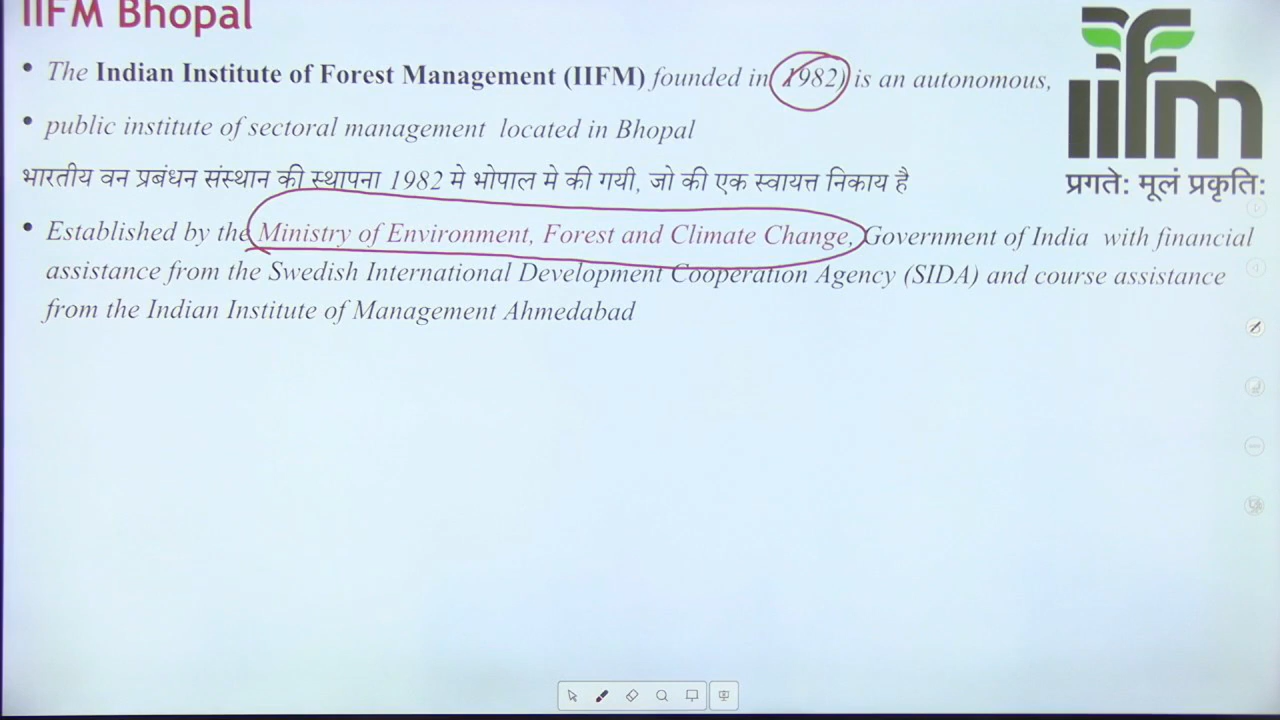 IIFM Bhopal
• The Indian Institute of Forest Management (IIFM) founded in 1982) is an autonomous,
• public institute of sectoral management located in Bhopal
भारतीय वन प्रबंधन संस्थान की स्थापना 1982 मे भोपाल मे की गयी, जो की एक स्वायत्त निकाय है
• Established by the Ministry of Environment, Forest and Climate Change, Government of India with financial
assistance from the Swedish International Development Cooperation Agency (SIDA) and course assistance
from the Indian Institute of Management Ahmedabad
iifm
प्रगते: मूलं प्रकृति: